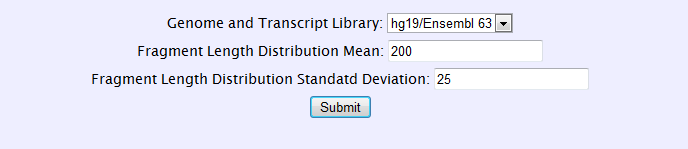 Genome and Transcript Library: hg19/Ensembl 63
Fragment Length Distribution Mean: 200
Fragment Length Distribution Standatd Deviation: 25
Submit